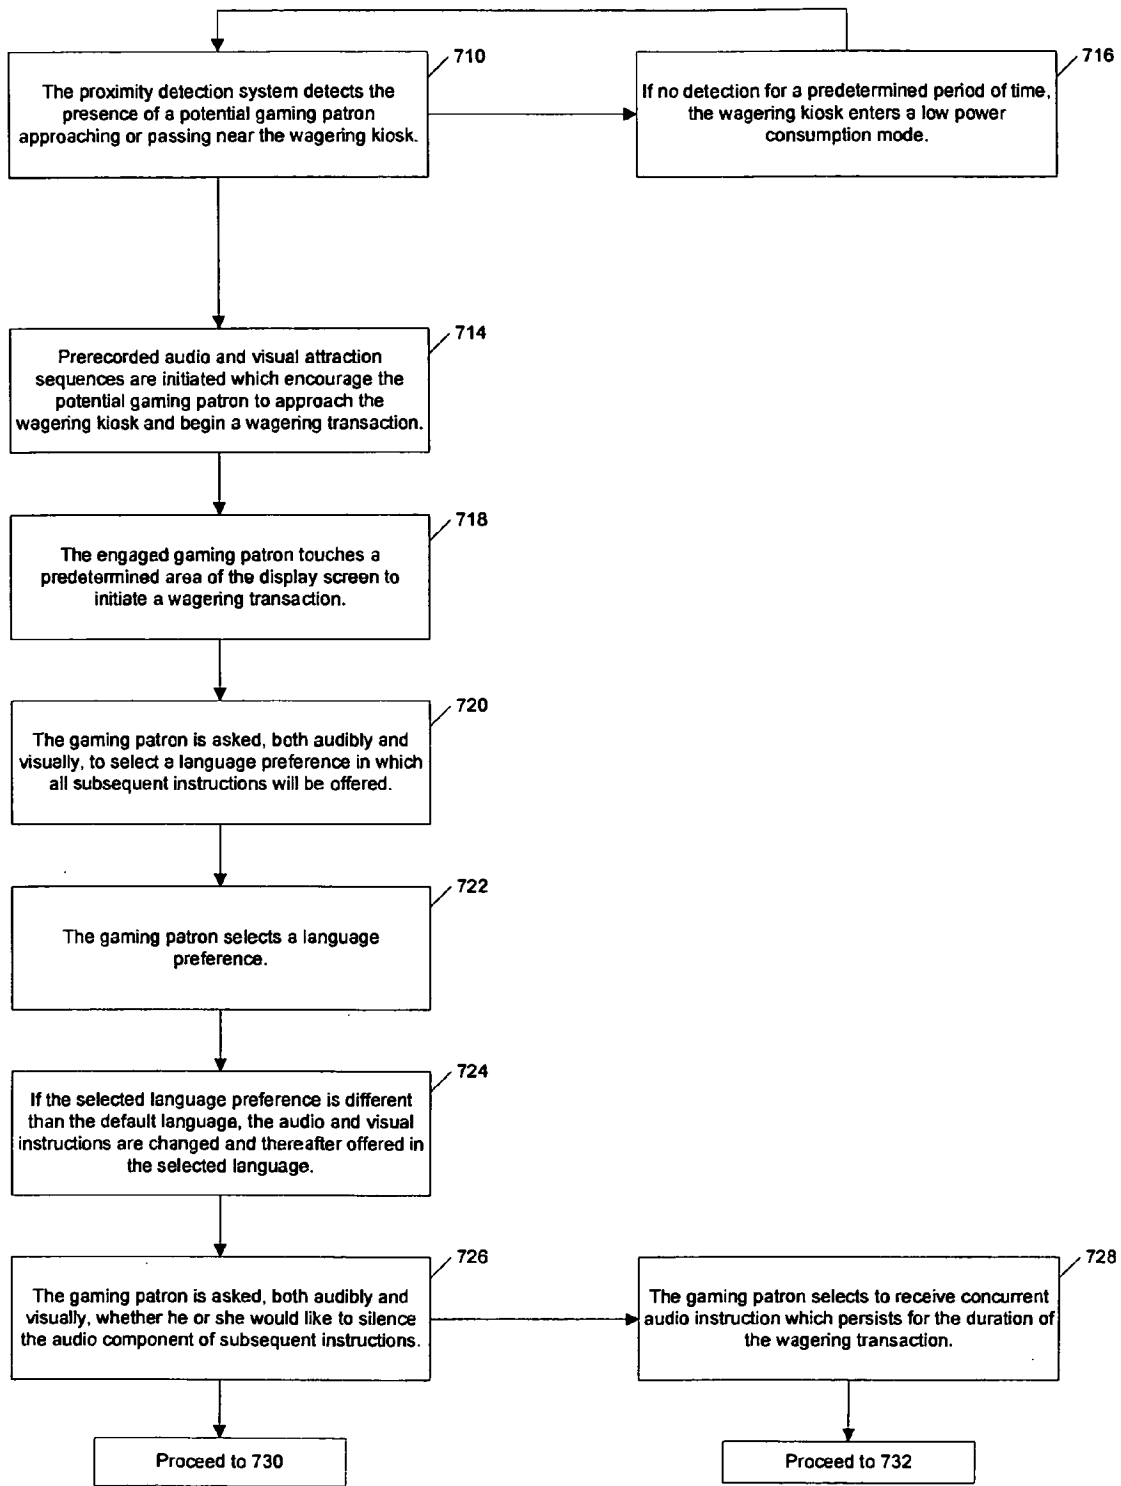 710
The proximity detection system detects the
presence of a potential gaming patron
approaching or passing near the wagering kiosk.
716
If no detection for a predetermined period of time,
the wagering kiosk enters a low power
consumption mode.
714
Prerecorded audio and visual attraction
sequences are initiated which encourage the
potential gaming patron to approach the
wagering kiosk and begin a wagering transaction.
718
The engaged gaming patron touches a
predetermined area of the display screen to
initiate a wagering transaction.
720
The gaming patron is asked, both audibly and
visually, to select a language preference in which
all subsequent instructions will be offered.
722
The gaming patron selects a language
preference.
724
If the selected language preference is different
than the default language, the audio and visual
instructions are changed and thereafter offered in
the selected language.
726
The gaming patron is asked, both audibly and
visually, whether he or she would like to silence
the audio component of subsequent instructions.
728
The gaming patron selects to receive concurrent
audio instruction which persists for the duration of
the wagering transaction.
Proceed to 730
Proceed to 732